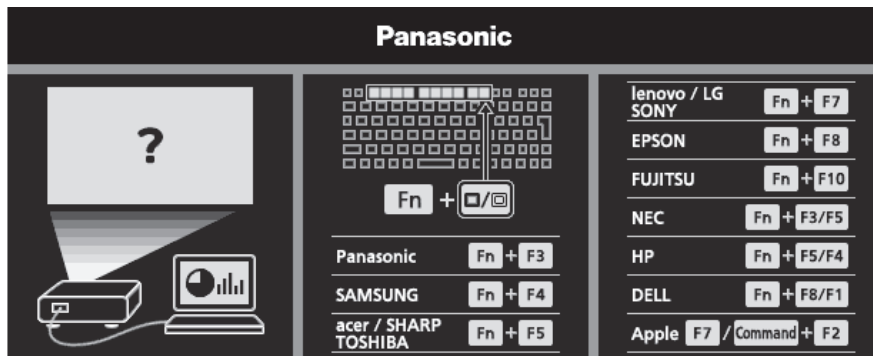 Panasonic
?
Fn + □/▣
Panasonic Fn + F3
SAMSUNG Fn + F4
acer / SHARP
TOSHIBA Fn + F5
lenovo / LG
SONY Fn + F7
EPSON Fn + F8
FUJITSU Fn + F10
NEC Fn + F3/F5
HP Fn + F5/F4
DELL Fn + F8/F1
Apple F7 / Command + F2